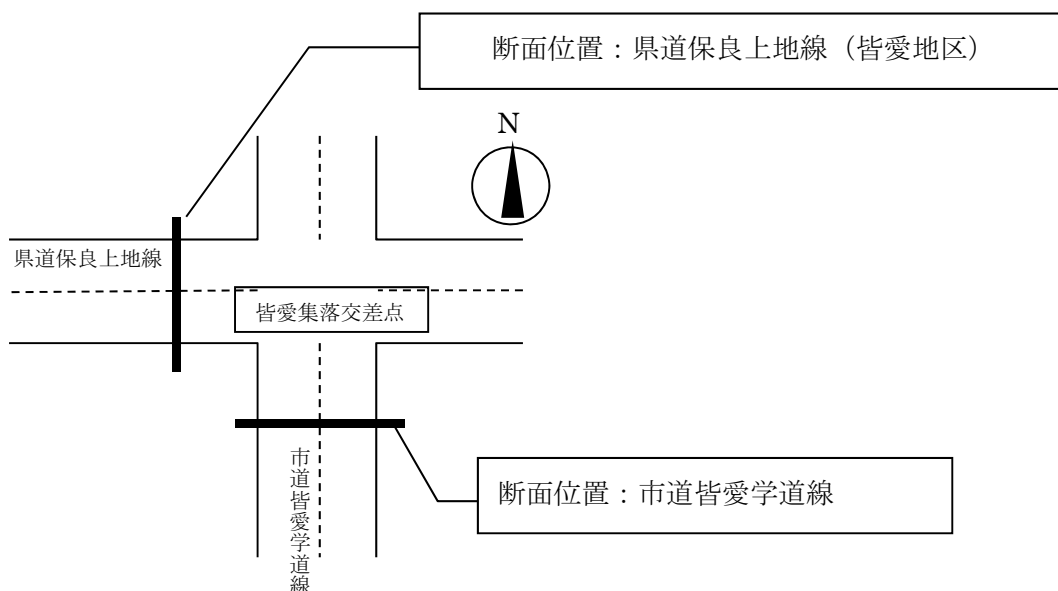 断面位置：県道保良上地線（皆愛地区）
N
県道保良上地線
皆愛集落交差点
断面位置：市道皆愛学道線
市道皆愛学道線